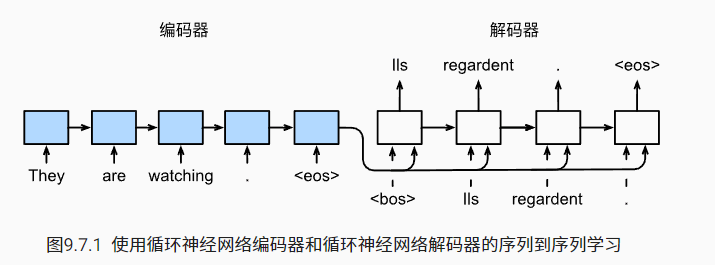 编码器 解码器
Ils regardent . <eos>
They are watching . <eos>
<bos> Ils regardent .
图9.7.1 使用循环神经网络编码器和循环神经网络解码器的序列到序列学习